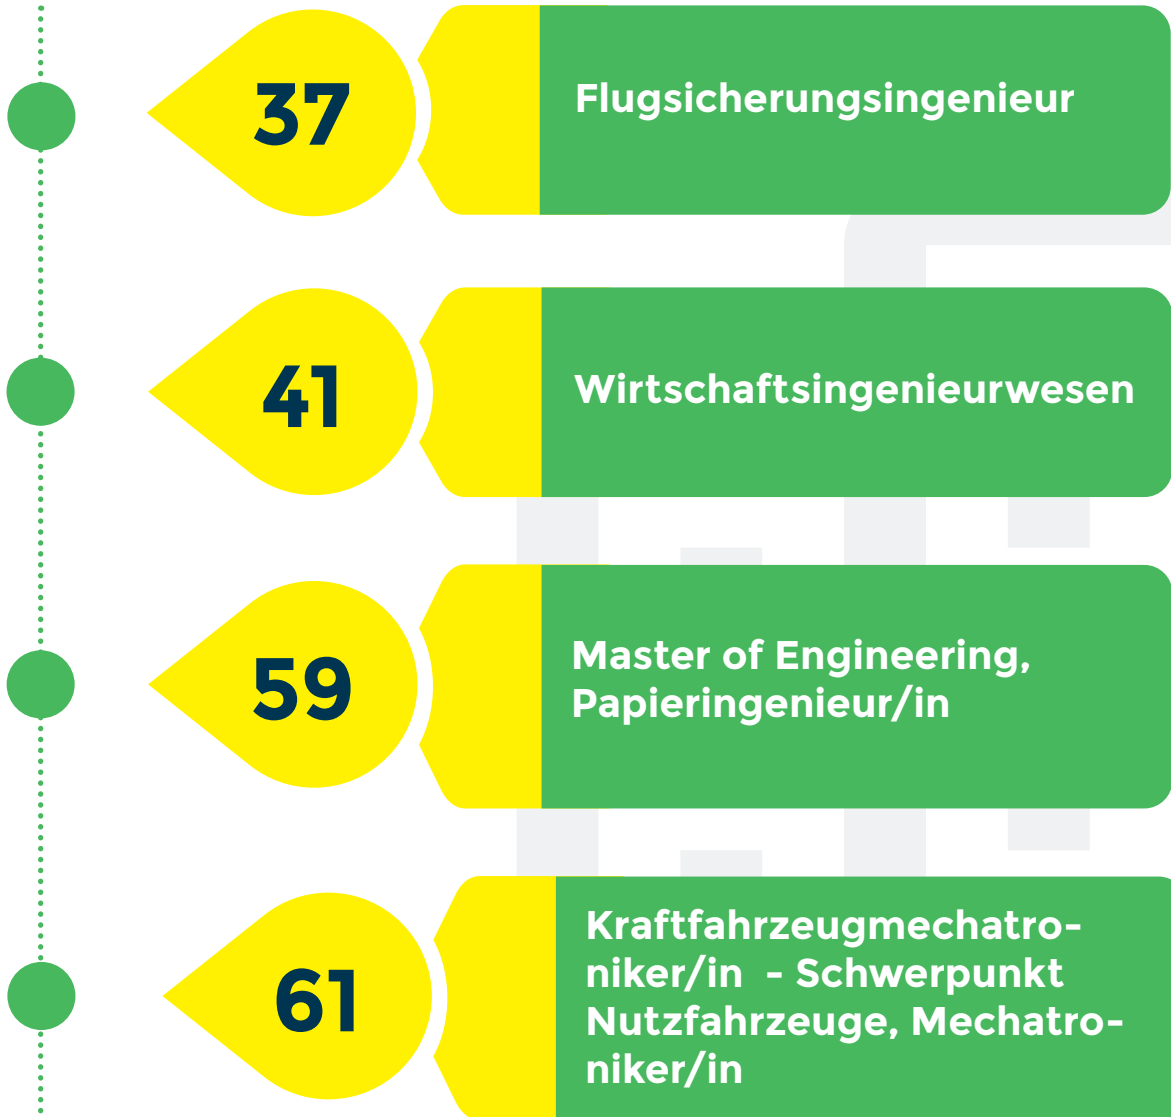 37
Flugsicherungsingenieur
41
Wirtschaftsingenieurwesen
59
Master of Engineering,
Papieringenieur/in
61
Kraftfahrzeugmechatro-
niker/in - Schwerpunkt
Nutzfahrzeuge, Mechatro-
niker/in